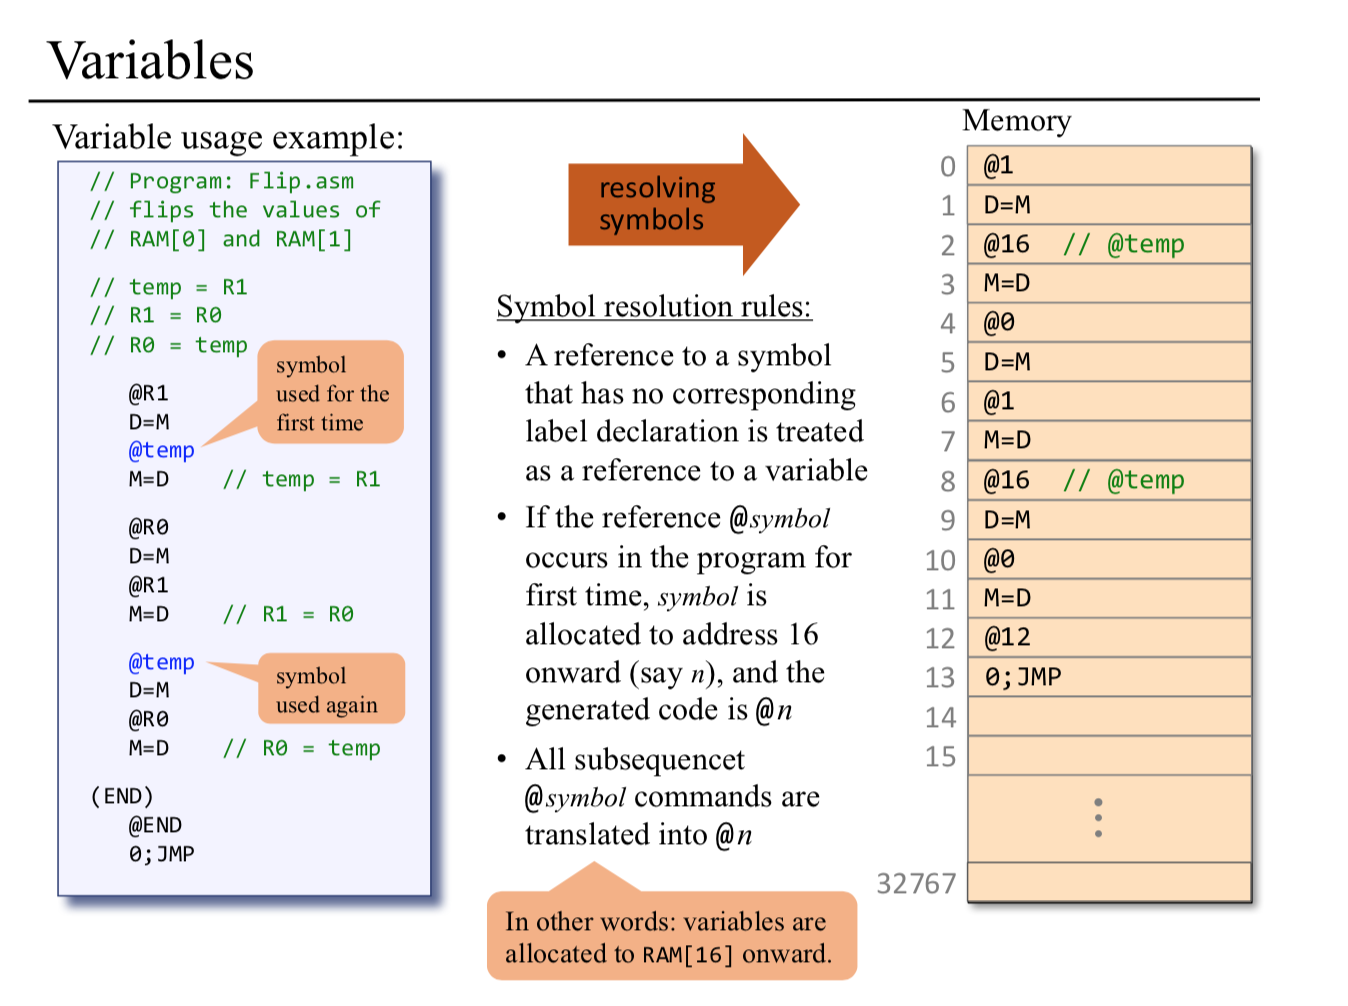 Variables
Variable usage example:
// Program: Flip.asm
// flips the values of
// RAM[0] and RAM[1]
// temp = R1
// R1 = R0
// R0 = temp
@R1
D=M
@temp
M=D // temp = R1
@R0
D=M
@R1
M=D // R1 = R0
@temp
D=M
@R0
M=D // R0 = temp
(END)
@END
0;JMP
symbol
used for the
first time
symbol
used again
resolving
symbols
Symbol resolution rules:
• A reference to a symbol
that has no corresponding
label declaration is treated
as a reference to a variable
• If the reference @symbol
occurs in the program for
first time, symbol is
allocated to address 16
onward (say n), and the
generated code is @n
• All subsequencet
@symbol commands are
translated into @n
In other words: variables are
allocated to RAM[16] onward.
Memory
0 @1
1 D=M
2 @16 // @temp
3 M=D
4 @0
5 D=M
6 @1
7 M=D
8 @16 // @temp
9 D=M
10 @0
11 M=D
12 @12
13 0;JMP
14
15
32767